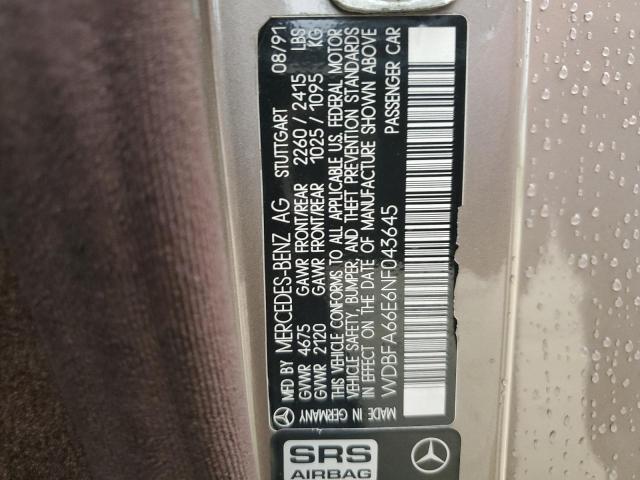 MFD BY MERCEDES-BENZ AG STUTTGART 08/91
GVWR 4675 GAWR FRONT/REAR 2260/2415 LBS
GVWR 2120 GAWR FRONT/REAR 1025/1095 KG
THIS VEHICLE CONFORMS TO ALL APPLICABLE U.S. FEDERAL MOTOR
VEHICLE SAFETY, BUMPER, AND THEFT PREVENTION STANDARDS
IN EFFECT ON THE DATE OF MANUFACTURE SHOWN ABOVE
WDBFA66E6NF043645 PASSENGER CAR
MADE IN GERMANY
SRS
AIRBAG